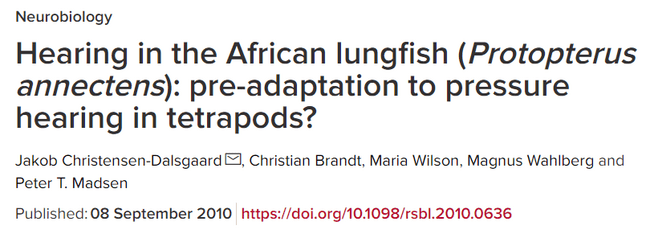 Neurobiology
Hearing in the African lungfish (Protopterus
annectens): pre-adaptation to pressure
hearing in tetrapods?
Jakob Christensen-Dalsgaard, Christian Brandt, Maria Wilson, Magnus Wahlberg and
Peter T. Madsen
Published: 08 September 2010 https://doi.org/10.1098/rsbl.2010.0636